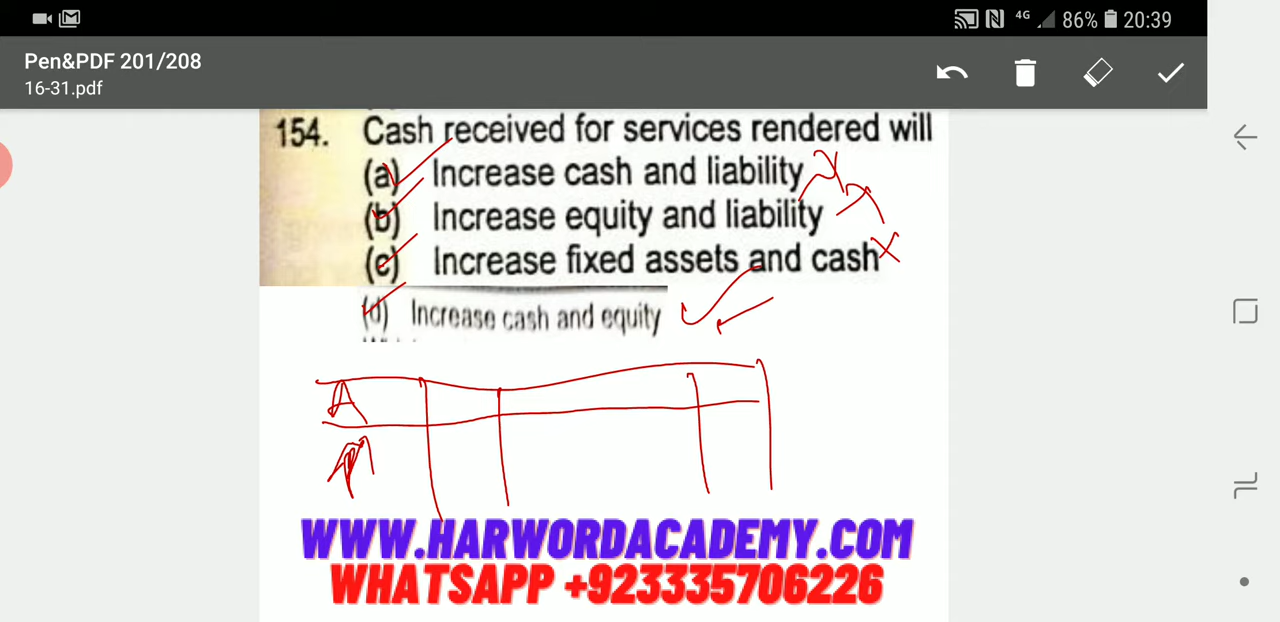 4G 86% 20:39
Pen&PDF 201/208
16-31.pdf
154. Cash received for services rendered will
(a) Increase cash and liability
(b) Increase equity and liability
(c) Increase fixed assets and cash
(d) Increase cash and equity
A
WWW.HARWORDACADEMY.COM
WHATSAPP +923335706226